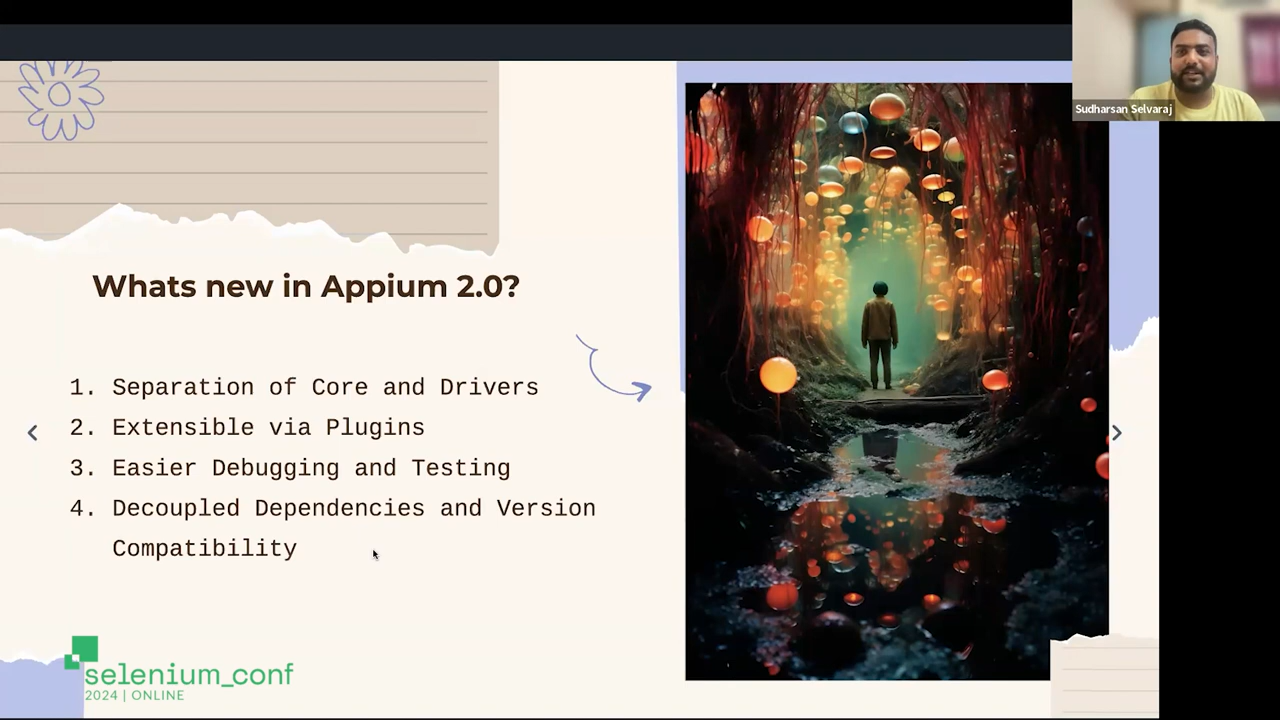 Sudharsan Selvaraj
Whats new in Appium 2.0?
1. Separation of Core and Drivers
2. Extensible via Plugins
3. Easier Debugging and Testing
4. Decoupled Dependencies and Version
Compatibility
selenium_conf
2024 | ONLINE